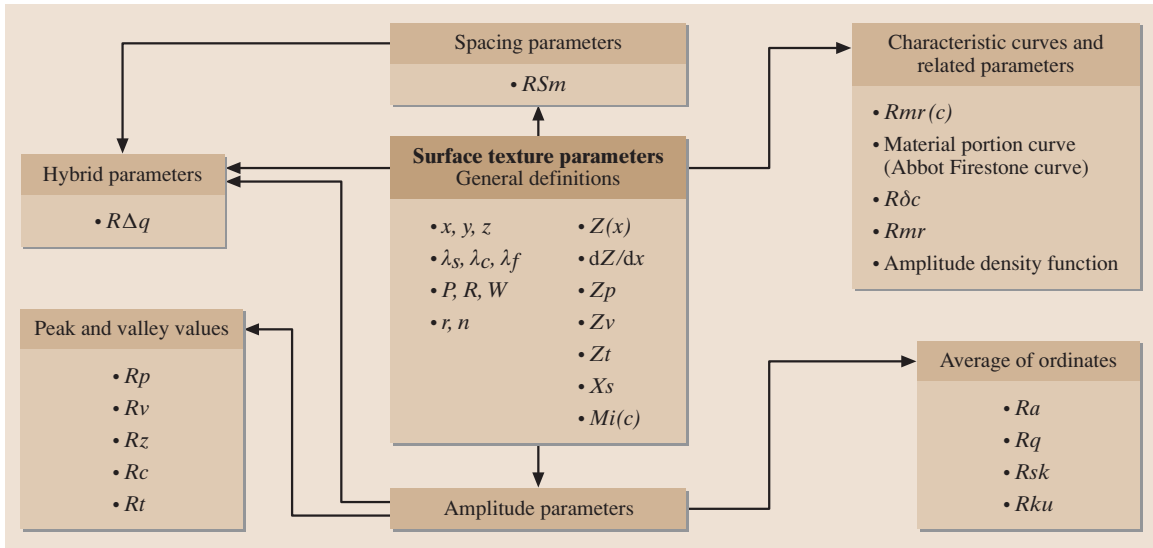 Spacing parameters
• RSm
Characteristic curves and
related parameters
• Rmr(c)
• Material portion curve
(Abbot Firestone curve)
• Rδc
• Rmr
• Amplitude density function
Hybrid parameters
• RΔq
Surface texture parameters
General definitions
• x, y, z
• λs, λc, λf
• P, R, W
• r, n
• Z(x)
• dZ/dx
• Zp
• Zv
• Zt
• Xs
• Mi(c)
Peak and valley values
• Rp
• Rv
• Rz
• Rc
• Rt
Average of ordinates
• Ra
• Rq
• Rsk
• Rku
Amplitude parameters